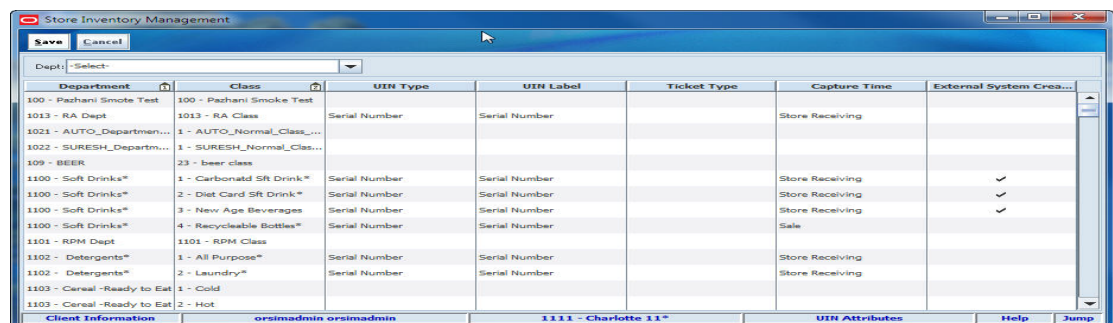 Store Inventory Management
Save Cancel
Dept: -Select-
Department 1 Class 2 UIN Type UIN Label Ticket Type Capture Time External System Crea...
100 - Pazhani Smote Test 100 - Pazhani Smoke Test
1013 - RA Dept 1013 - RA Class Serial Number Serial Number Store Receiving
1021 - AUTO_Departmen... 1 - AUTO_Normal_Class_...
1022 - SURESH_Departm... 1 - SURESH_Normal_Clas...
109 - BEER 23 - beer class
1100 - Soft Drinks* 1 - Carbonatd Sft Drink* Serial Number Serial Number Store Receiving ✓
1100 - Soft Drinks* 2 - Diet Card Sft Drink* Serial Number Serial Number Store Receiving ✓
1100 - Soft Drinks* 3 - New Age Beverages Serial Number Serial Number Store Receiving ✓
1100 - Soft Drinks* 4 - Recycleable Bottles* Serial Number Serial Number Sale
1101 - RPM Dept 1101 - RPM Class
1102 - Detergents* 1 - All Purpose* Serial Number Serial Number Store Receiving
1102 - Detergents* 2 - Laundry* Serial Number Serial Number Store Receiving
1103 - Cereal -Ready to Eat 1 - Cold
1103 - Cereal -Ready to Eat 2 - Hot
Client Information orsimadmin orsimadmin 1111 - Charlotte 11* UIN Attributes Help Jump